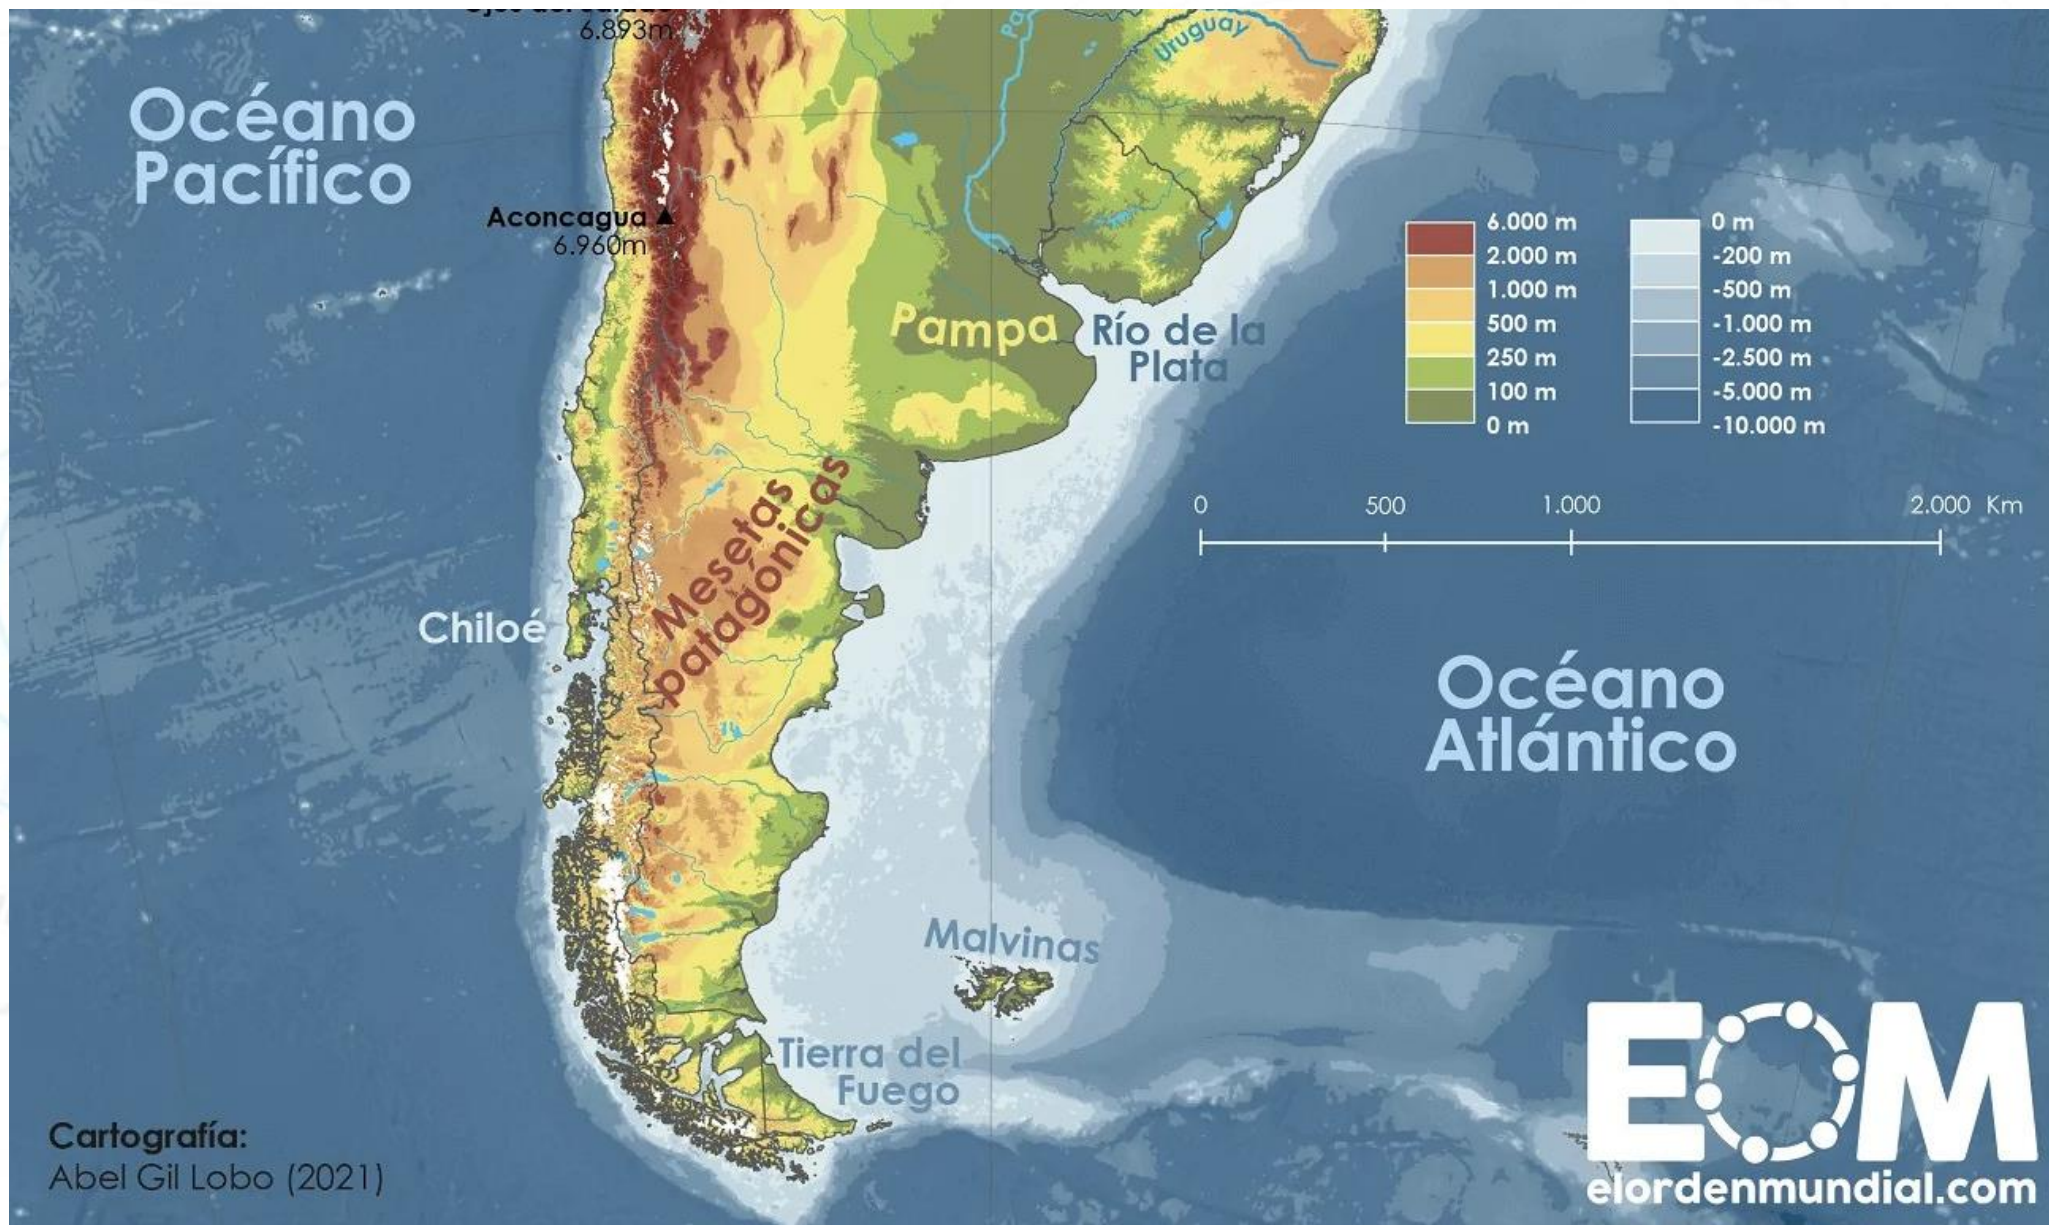 6.893m
Pa
Uruguay
Océano
Pacífico
Aconcagua
6.960m
Pampa
Río de la
Plata
6.000 m
2.000 m
1.000 m
500 m
250 m
100 m
0 m
0 m
-200 m
-500 m
-1.000 m
-2.500 m
-5.000 m
-10.000 m
0 500 1.000 2.000 Km
Mesetas
patagónicas
Chiloé
Océano
Atlántico
Malvinas
Tierra del
Fuego
Cartografía:
Abel Gil Lobo (2021)
EOM
elordenmundial.com